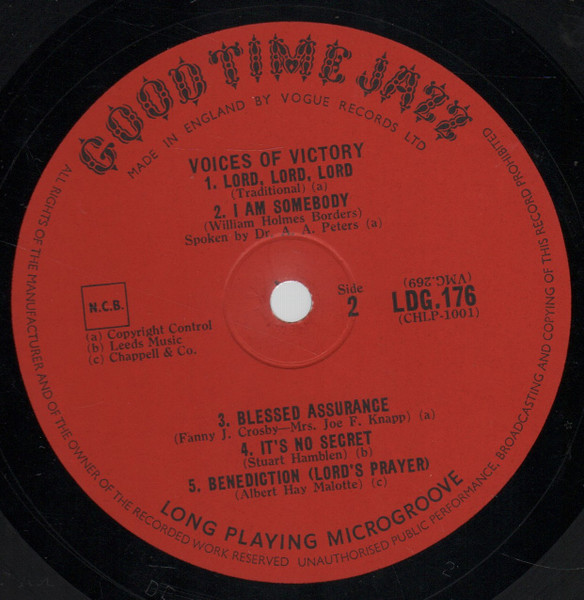 GOOD TIME JAZZ
MADE IN ENGLAND BY VOGUE RECORDS LTD
VOICES OF VICTORY
1. LORD, LORD, LORD
(Traditional) (a)
2. I AM SOMEBODY
(William Holmes Borders)
Spoken by Dr. A. A. Peters (a)
N.C.B.
(a) Copyright Control
(b) Leeds Music
(c) Chappell & Co.
Side
2
(VMG.269)
LDG.176
(CHLP-1001)
3. BLESSED ASSURANCE
(Fanny J. Crosby—Mrs. Joe F. Knapp) (a)
4. IT'S NO SECRET
(Stuart Hamblen) (b)
5. BENEDICTION (LORD'S PRAYER)
(Albert Hay Malotte) (c)
LONG PLAYING MICROGROOVE
ALL RIGHTS OF THE MANUFACTURER AND OF THE OWNER OF THE RECORDED WORK RESERVED UNAUTHORISED PUBLIC PERFORMANCE, BROADCASTING AND COPYING OF THIS RECORD PROHIBITED